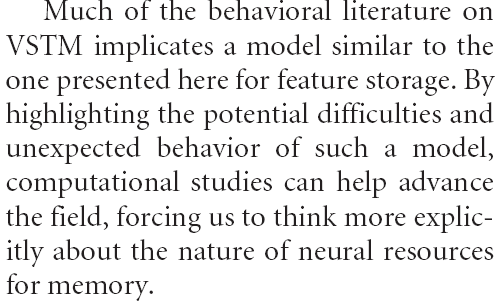 Much of the behavioral literature on
VSTM implicates a model similar to the
one presented here for feature storage. By
highlighting the potential difficulties and
unexpected behavior of such a model,
computational studies can help advance
the field, forcing us to think more explic-
itly about the nature of neural resources
for memory.